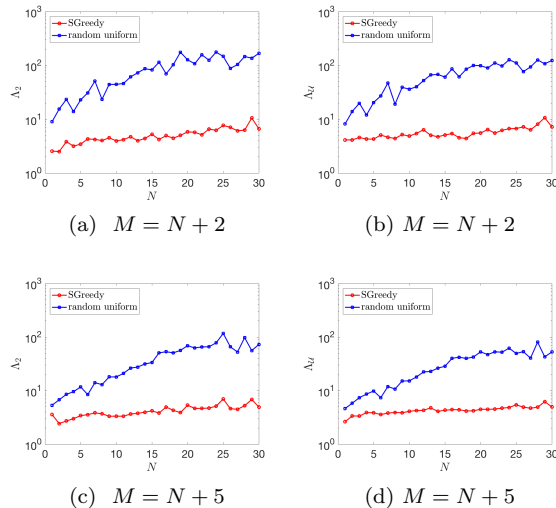 10^3
SGreedy
random uniform
10^2
Λ_2
10^1
10^0
0 5 10 15 20 25 30
N
(a) M = N + 2
10^3
SGreedy
random uniform
10^2
Λ_𝒰
10^1
10^0
0 5 10 15 20 25 30
N
(b) M = N + 2
10^3
SGreedy
random uniform
10^2
Λ_2
10^1
10^0
0 5 10 15 20 25 30
N
(c) M = N + 5
10^3
SGreedy
random uniform
10^2
Λ_𝒰
10^1
10^0
0 5 10 15 20 25 30
N
(d) M = N + 5